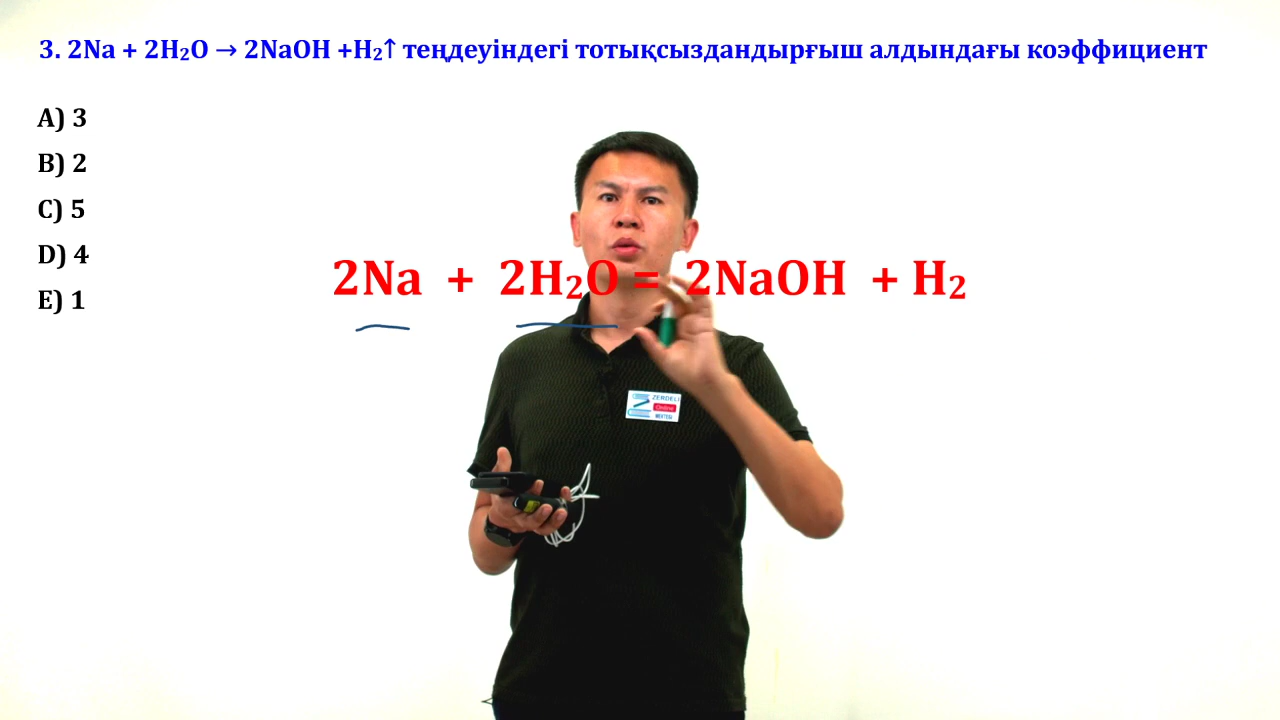 3. 2Na + 2H₂O → 2NaOH +H₂↑ теңдеуіндегі тотықсыздандырғыш алдындағы коэффициент
A) 3
B) 2
C) 5
D) 4
E) 1
2Na + 2H₂O = 2NaOH + H₂
ZERDELI
Online
MEKTEBI